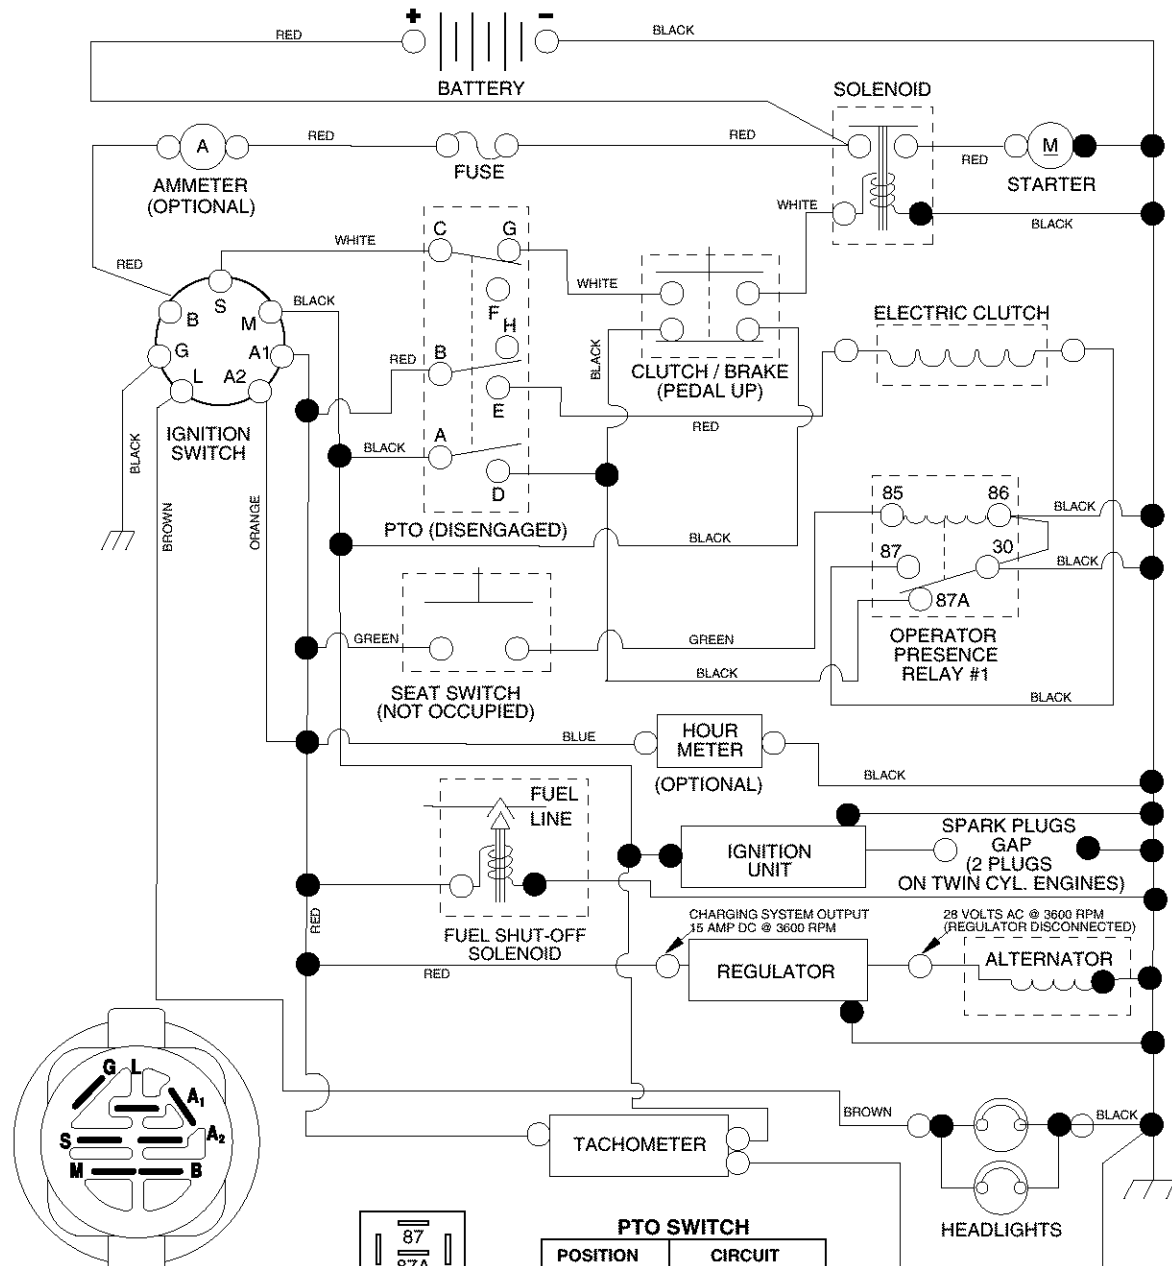 + -
RED
BLACK
BATTERY
SOLENOID
A
RED
RED
RED
M
FUSE
STARTER
AMMETER
(OPTIONAL)
WHITE
BLACK
C G
WHITE
RED
WHITE
S
BLACK
F
B
M
H
ELECTRIC CLUTCH
G
A1
RED
B
BLACK
L
A2
CLUTCH / BRAKE
(PEDAL UP)
E
IGNITION
SWITCH
RED
BLACK
A
BLACK
D
85
86
BROWN
ORANGE
BLACK
PTO (DISENGAGED)
BLACK
87
30
BLACK
87A
GREEN
GREEN
OPERATOR
PRESENCE
RELAY #1
BLACK
SEAT SWITCH
(NOT OCCUPIED)
BLACK
BLUE
HOUR
METER
(OPTIONAL)
BLACK
FUEL
LINE
SPARK PLUGS
GAP
(2 PLUGS
ON TWIN CYL. ENGINES)
IGNITION
UNIT
RED
CHARGING SYSTEM OUTPUT
15 AMP DC @ 3600 RPM
28 VOLTS AC @ 3600 RPM
(REGULATOR DISCONNECTED)
FUEL SHUT-OFF
SOLENOID
ALTERNATOR
RED
REGULATOR
G L
A1
BROWN
BLACK
S
A2
TACHOMETER
M
B
HEADLIGHTS
PTO SWITCH
87
POSITION CIRCUIT
87A